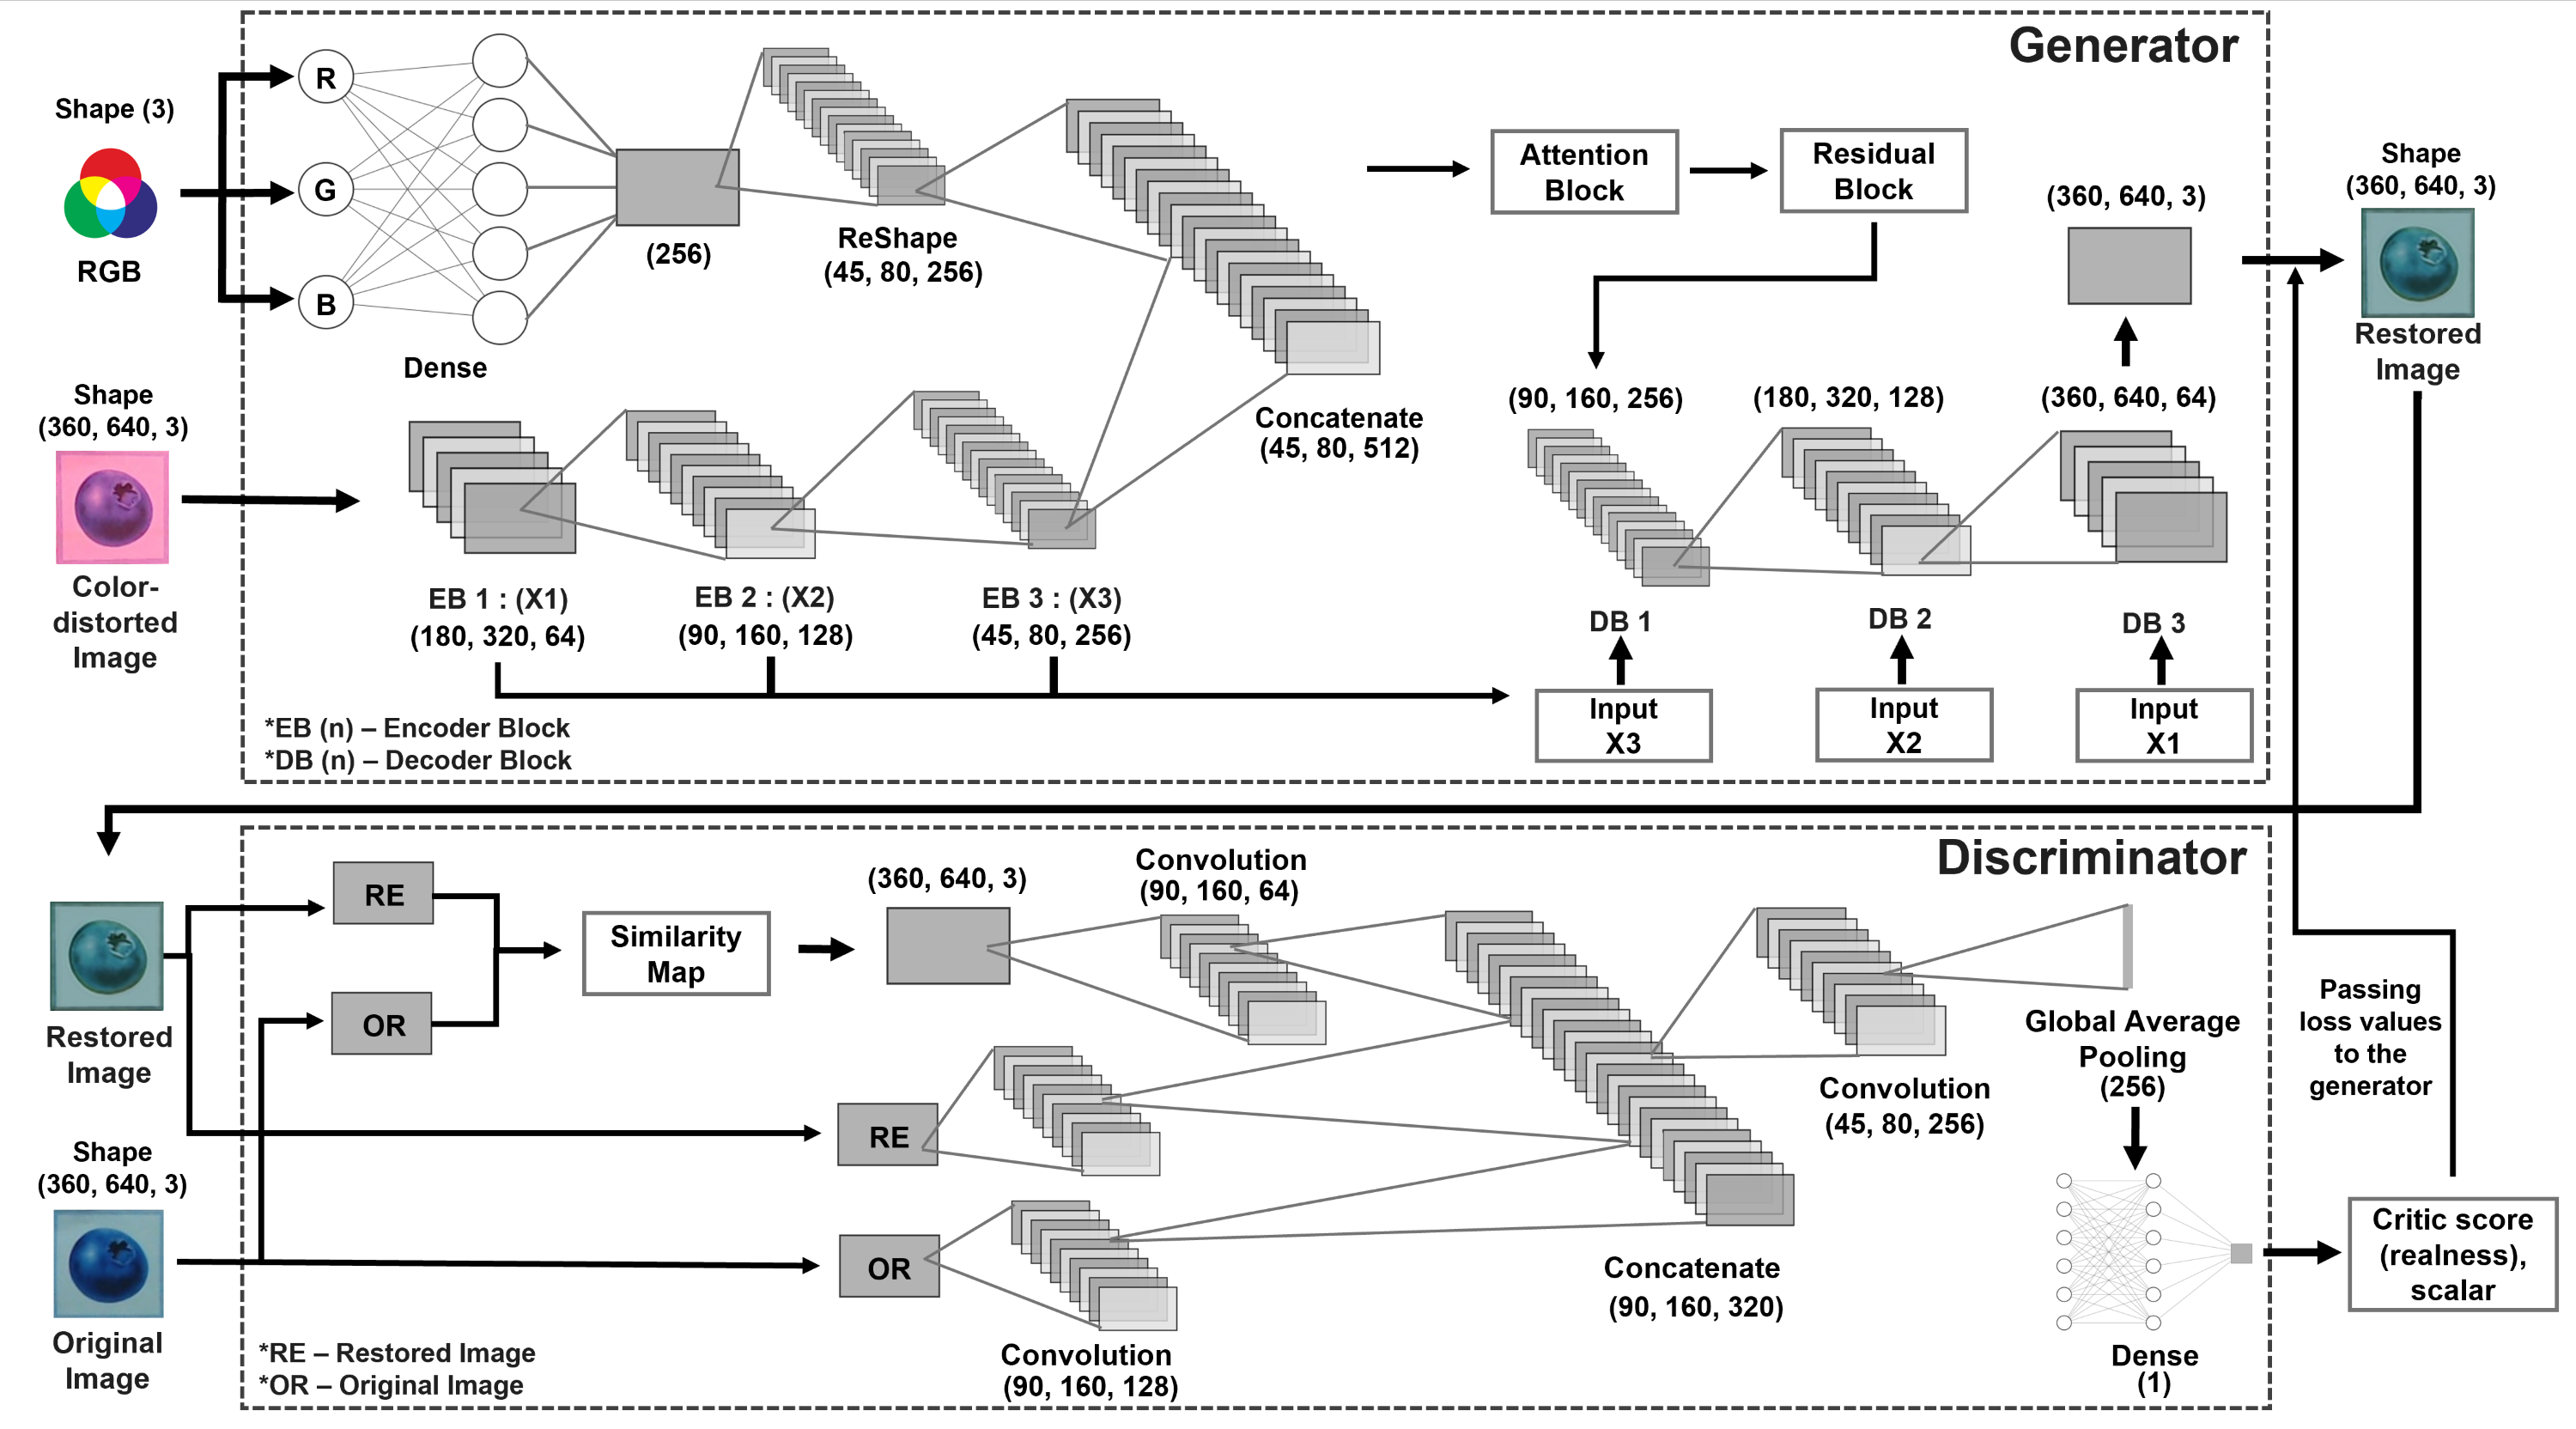 Generator
Shape (3)
RGB
R
G
B
Dense
(256)
ReShape
(45, 80, 256)
Concatenate
(45, 80, 512)
Attention
Block
Residual
Block
(360, 640, 3)
Shape
(360, 640, 3)
Restored
Image
Shape
(360, 640, 3)
Color-
distorted
Image
EB 1 : (X1)
(180, 320, 64)
EB 2 : (X2)
(90, 160, 128)
EB 3 : (X3)
(45, 80, 256)
(90, 160, 256)
(180, 320, 128)
(360, 640, 64)
DB 1
DB 2
DB 3
Input
X3
Input
X2
Input
X1
*EB (n) – Encoder Block
*DB (n) – Decoder Block
Discriminator
Restored
Image
Shape
(360, 640, 3)
Original
Image
RE
OR
Similarity
Map
(360, 640, 3)
Convolution
(90, 160, 64)
RE
OR
Convolution
(90, 160, 128)
Concatenate
(90, 160, 320)
Convolution
(45, 80, 256)
Global Average
Pooling
(256)
Dense
(1)
Passing
loss values
to the
generator
Critic score
(realness),
scalar
*RE – Restored Image
*OR – Original Image